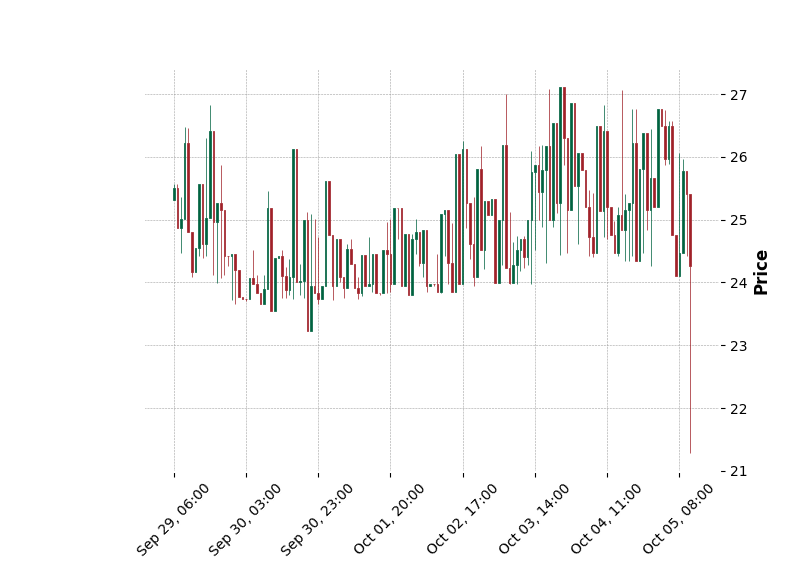 27
26
25
24
23
22
21
Price
Sep 29, 06:00
Sep 30, 03:00
Sep 30, 23:00
Oct 01, 20:00
Oct 02, 17:00
Oct 03, 14:00
Oct 04, 11:00
Oct 05, 08:00